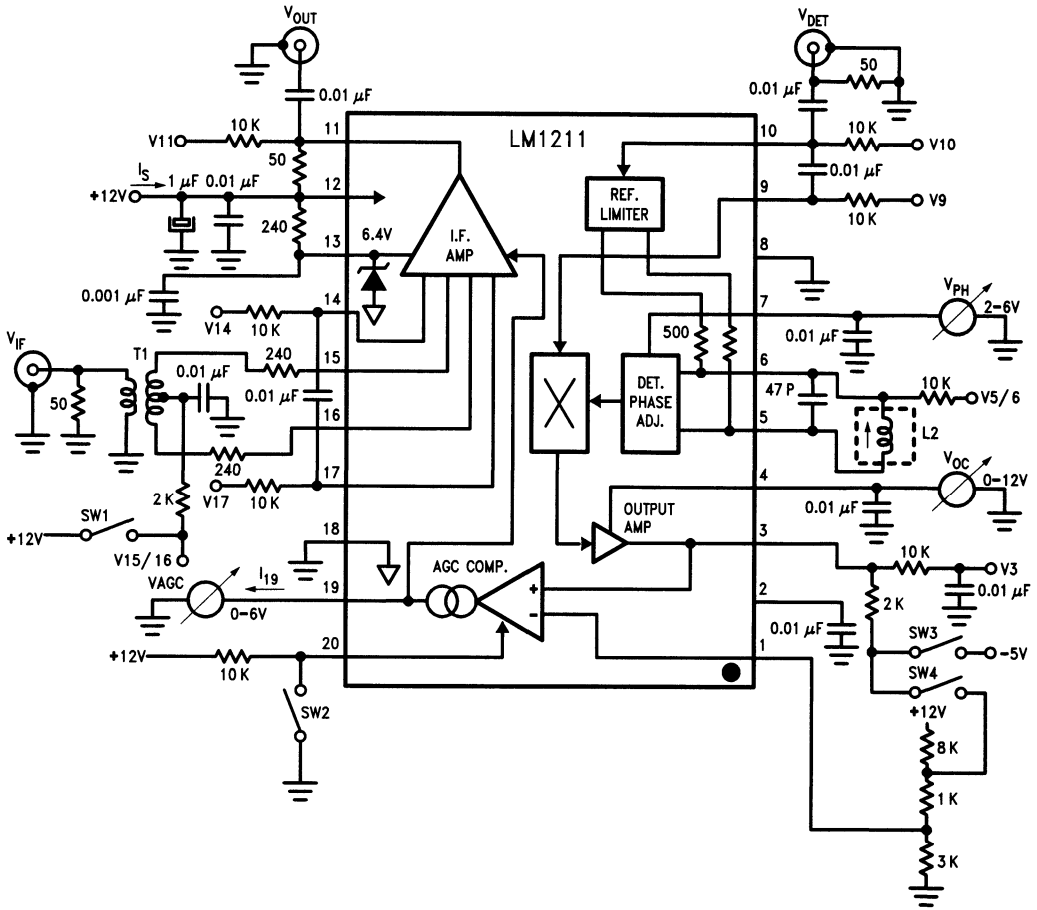 VOUT
VDET
50
0.01 μF
0.01 μF
10 K
V11
11
LM1211
10
10 K
V10
50
IS
1 μF
0.01 μF
+12V
12
REF.
LIMITER
0.01 μF
9
10 K
V9
240
13
6.4V
I.F.
AMP
8
0.001 μF
14
V14
10 K
7
VPH
2-6V
0.01 μF
500
VIF
T1
240
15
0.01 μF
0.01 μF
50
DET.
PHASE
ADJ.
6
47 P
10 K
V5/6
5
L2
16
240
17
V17
10 K
2 K
4
VOC
0-12V
0.01 μF
SW1
+12V
V15/16
18
OUTPUT
AMP
3
10 K
V3
0.01 μF
VAGC
I19
0-6V
19
AGC COMP.
+
-
2
0.01 μF
2 K
+12V
10 K
20
1
SW3
-5V
SW4
+12V
SW2
8 K
1 K
3 K